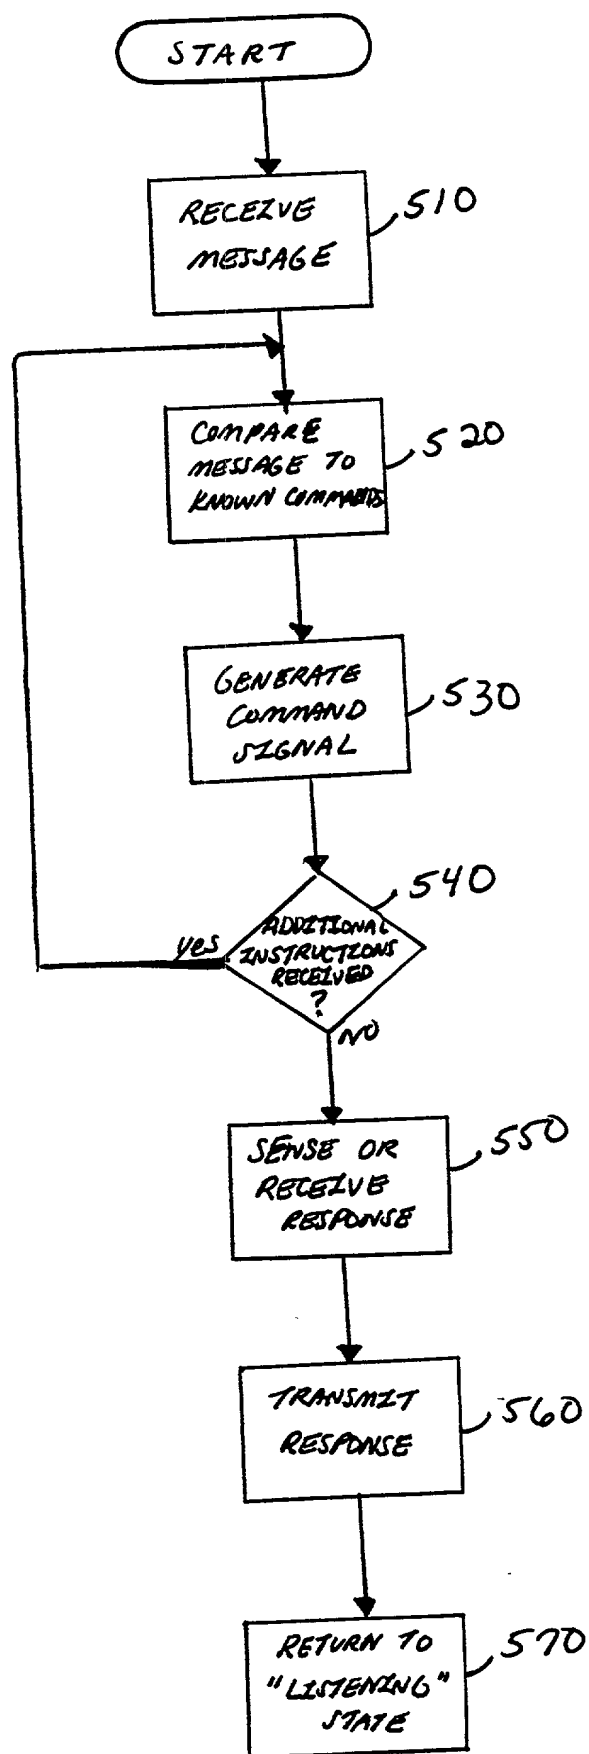 START
RECEIVE
MESSAGE
510
COMPARE
MESSAGE TO
KNOWN COMMANDS
520
GENERATE
COMMAND
SIGNAL
530
540
ADDITIONAL
INSTRUCTIONS
RECEIVED
?
yes
NO
SENSE OR
RECEIVE
RESPONSE
550
TRANSMIT
RESPONSE
560
RETURN TO
"LISTENING"
STATE
570